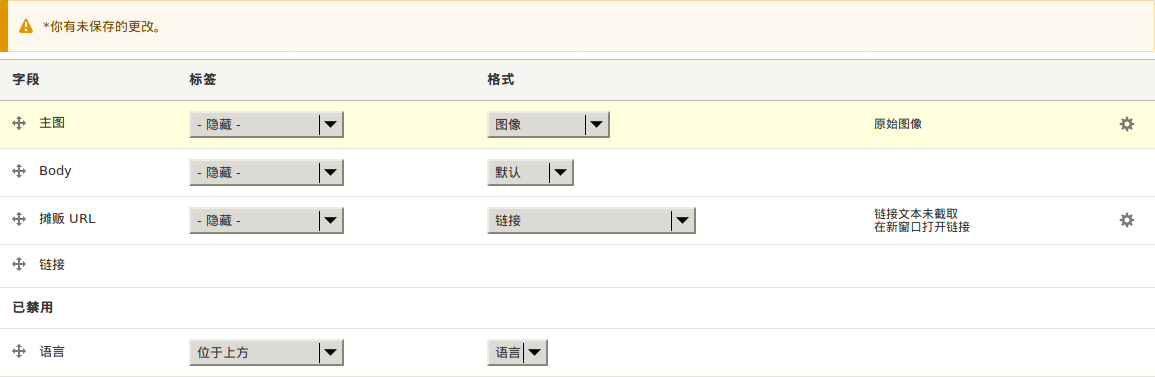 *你有未保存的更改。
字段 标签 格式
主图 - 隐藏 - 图像 原始图像
Body - 隐藏 - 默认
摊贩 URL - 隐藏 - 链接 链接文本未截取
在新窗口打开链接
链接
已禁用
语言 位于上方 语言